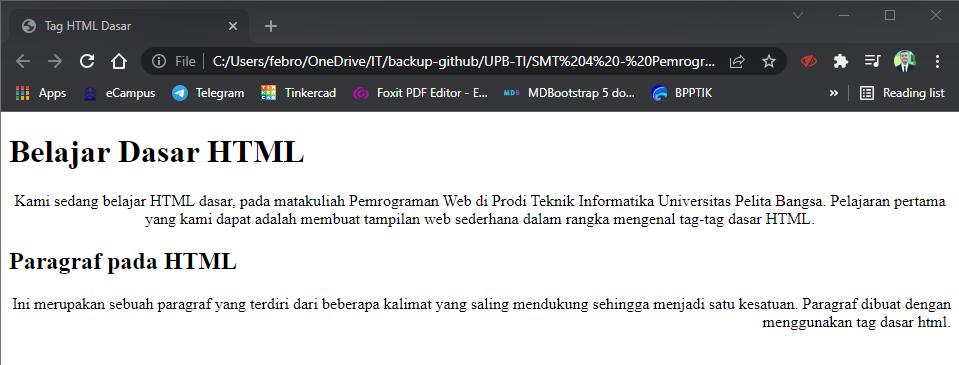 Tag HTML Dasar
File C:/Users/febro/OneDrive/IT/backup-github/UPB-TI/SMT%204%20-%20Pemrogr...
Apps eCampus Telegram Tinkercad Foxit PDF Editor - E... MDB MDBootstrap 5 do... BPPTIK » Reading list
Belajar Dasar HTML
Kami sedang belajar HTML dasar, pada matakuliah Pemrograman Web di Prodi Teknik Informatika Universitas Pelita Bangsa. Pelajaran pertama
yang kami dapat adalah membuat tampilan web sederhana dalam rangka mengenal tag-tag dasar HTML.
Paragraf pada HTML
Ini merupakan sebuah paragraf yang terdiri dari beberapa kalimat yang saling mendukung sehingga menjadi satu kesatuan. Paragraf dibuat dengan
menggunakan tag dasar html.